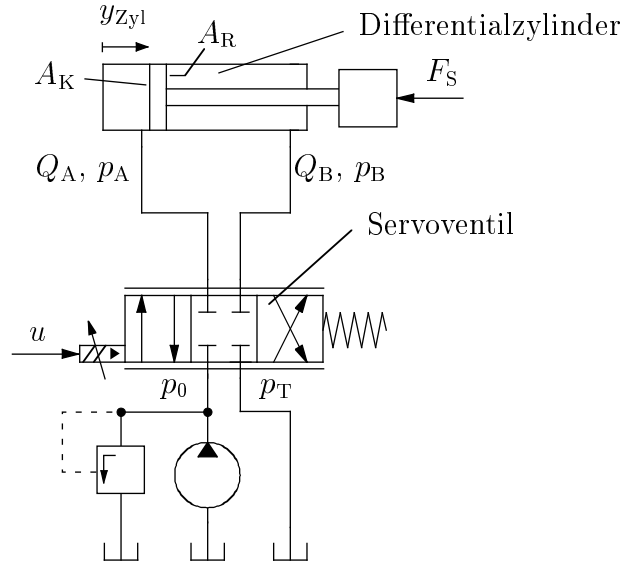 y_Zyl
A_R
Differentialzylinder
A_K
F_S
Q_A, p_A
Q_B, p_B
Servoventil
u
p_0
p_T